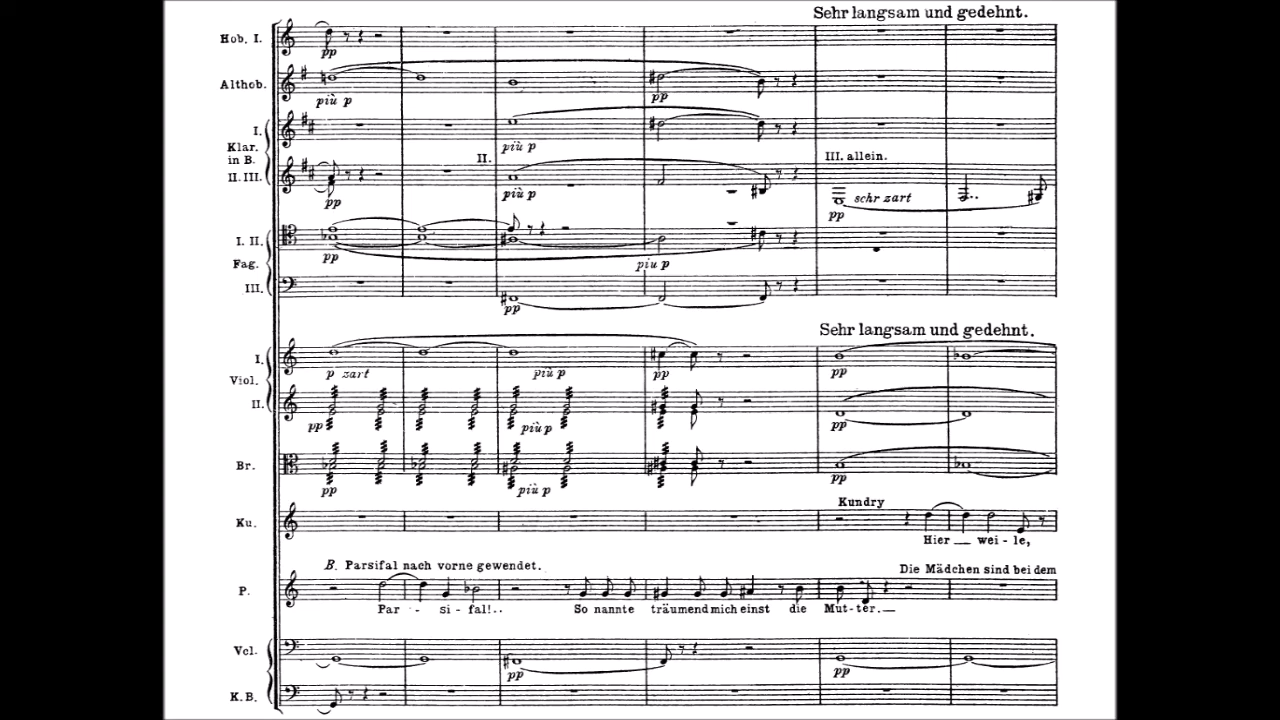 Sehr langsam und gedehnt.
Hob. I.
pp
Althob.
più p
pp
I.
Klar.
in B.
II. III.
più p
II.
III. allein.
pp
più p
pp
sehr zart
I. II.
Fag.
III.
pp
più p
pp
Sehr langsam und gedehnt.
I.
Viol.
II.
p zart
più p
pp
pp
pp
più p
pp
Br.
pp
più p
pp
Kundry
Ku.
Hier wei - le,
B. Parsifal nach vorne gewendet.
Die Mädchen sind bei dem
P.
Par - si - fal!.. So nannte träumend mich einst die Mut - ter.
Vcl.
pp
pp
K. B.